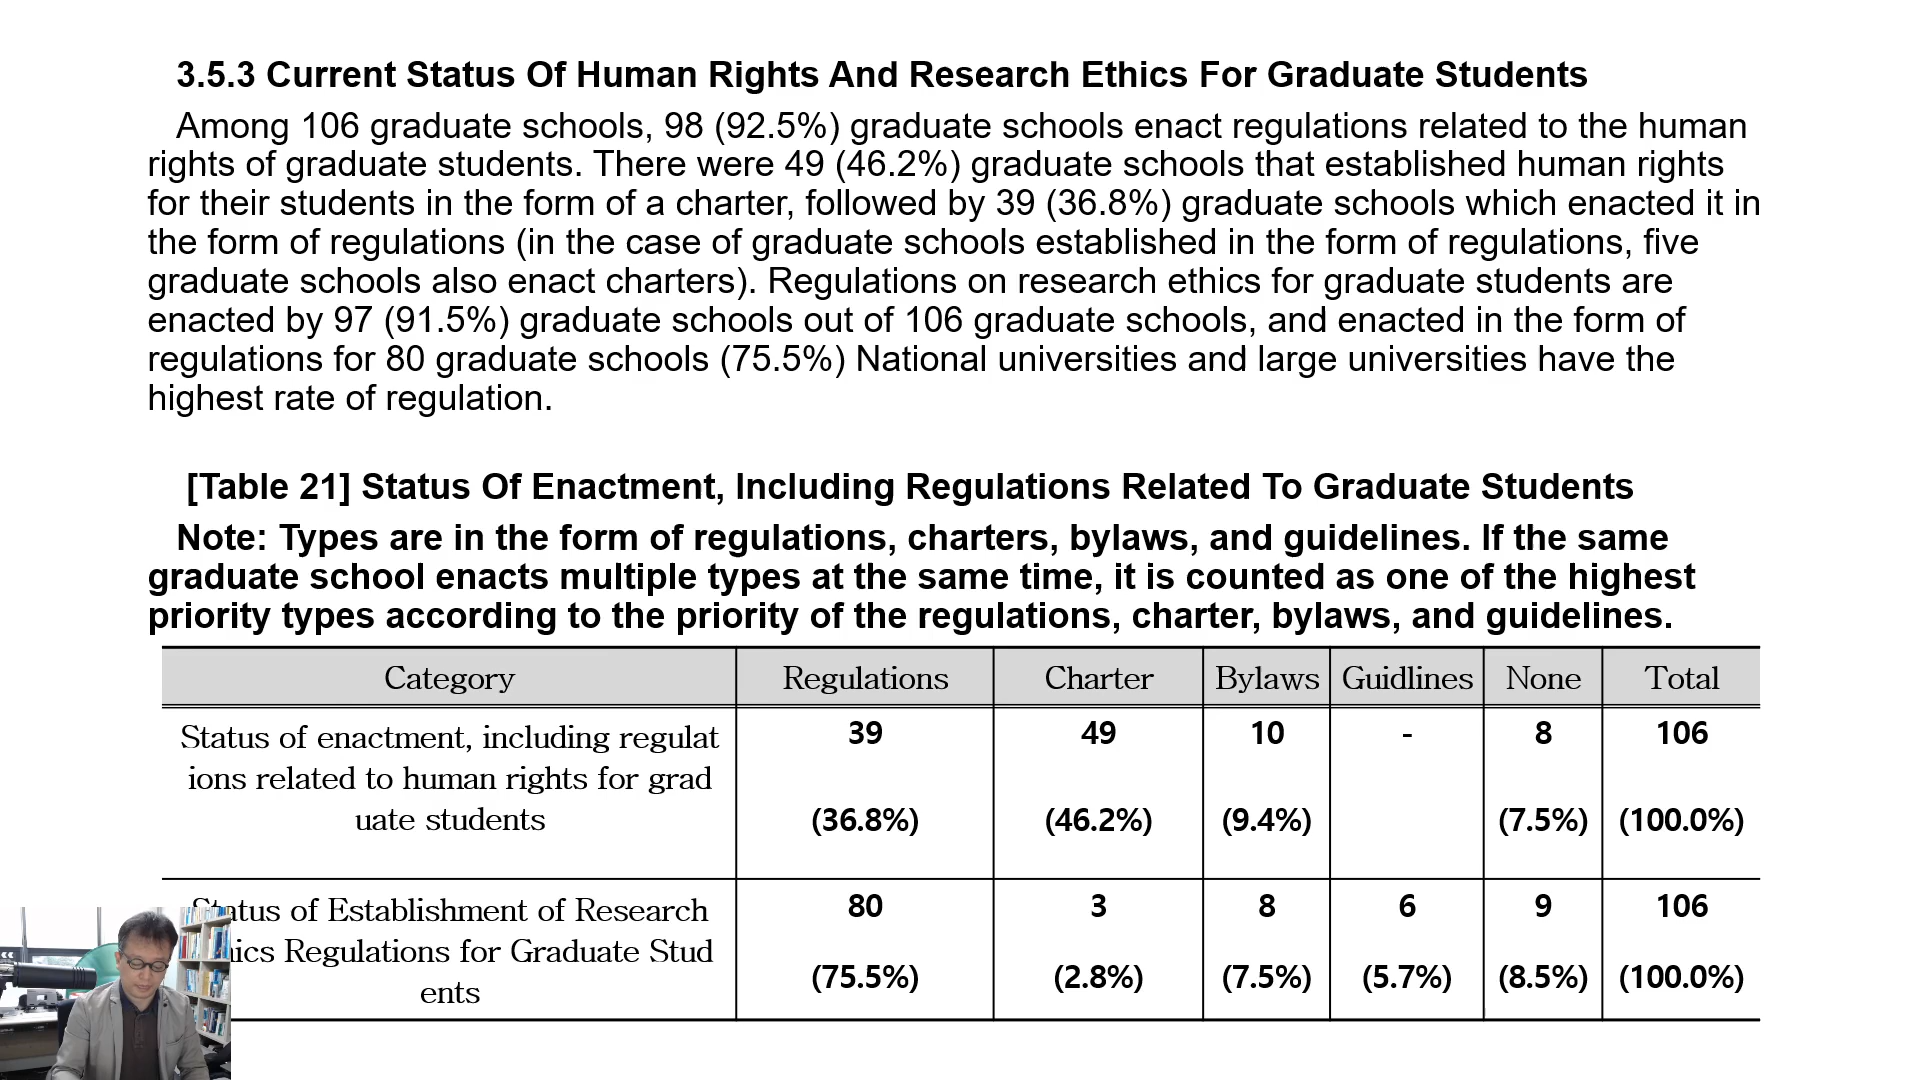 3.5.3 Current Status Of Human Rights And Research Ethics For Graduate Students
Among 106 graduate schools, 98 (92.5%) graduate schools enact regulations related to the human
rights of graduate students. There were 49 (46.2%) graduate schools that established human rights
for their students in the form of a charter, followed by 39 (36.8%) graduate schools which enacted it in
the form of regulations (in the case of graduate schools established in the form of regulations, five
graduate schools also enact charters). Regulations on research ethics for graduate students are
enacted by 97 (91.5%) graduate schools out of 106 graduate schools, and enacted in the form of
regulations for 80 graduate schools (75.5%) National universities and large universities have the
highest rate of regulation.
[Table 21] Status Of Enactment, Including Regulations Related To Graduate Students
Note: Types are in the form of regulations, charters, bylaws, and guidelines. If the same
graduate school enacts multiple types at the same time, it is counted as one of the highest
priority types according to the priority of the regulations, charter, bylaws, and guidelines.
Category Regulations Charter Bylaws Guidlines None Total
Status of enactment, including regulat
ions related to human rights for grad
uate students
39 49 10 - 8 106
(36.8%) (46.2%) (9.4%) (7.5%) (100.0%)
Status of Establishment of Research
ics Regulations for Graduate Stud
ents
80 3 8 6 9 106
(75.5%) (2.8%) (7.5%) (5.7%) (8.5%) (100.0%)